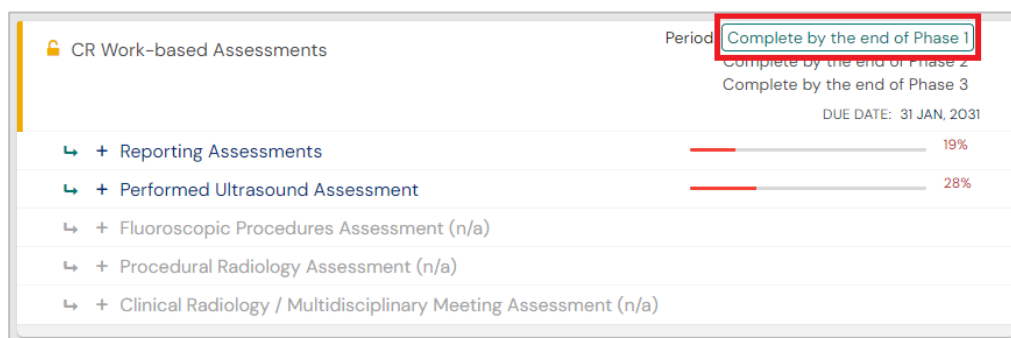 CR Work-based Assessments
Period Complete by the end of Phase 1
Complete by the end of Phase 2
Complete by the end of Phase 3
DUE DATE: 31 JAN, 2031
+ Reporting Assessments 19%
+ Performed Ultrasound Assessment 28%
+ Fluoroscopic Procedures Assessment (n/a)
+ Procedural Radiology Assessment (n/a)
+ Clinical Radiology / Multidisciplinary Meeting Assessment (n/a)